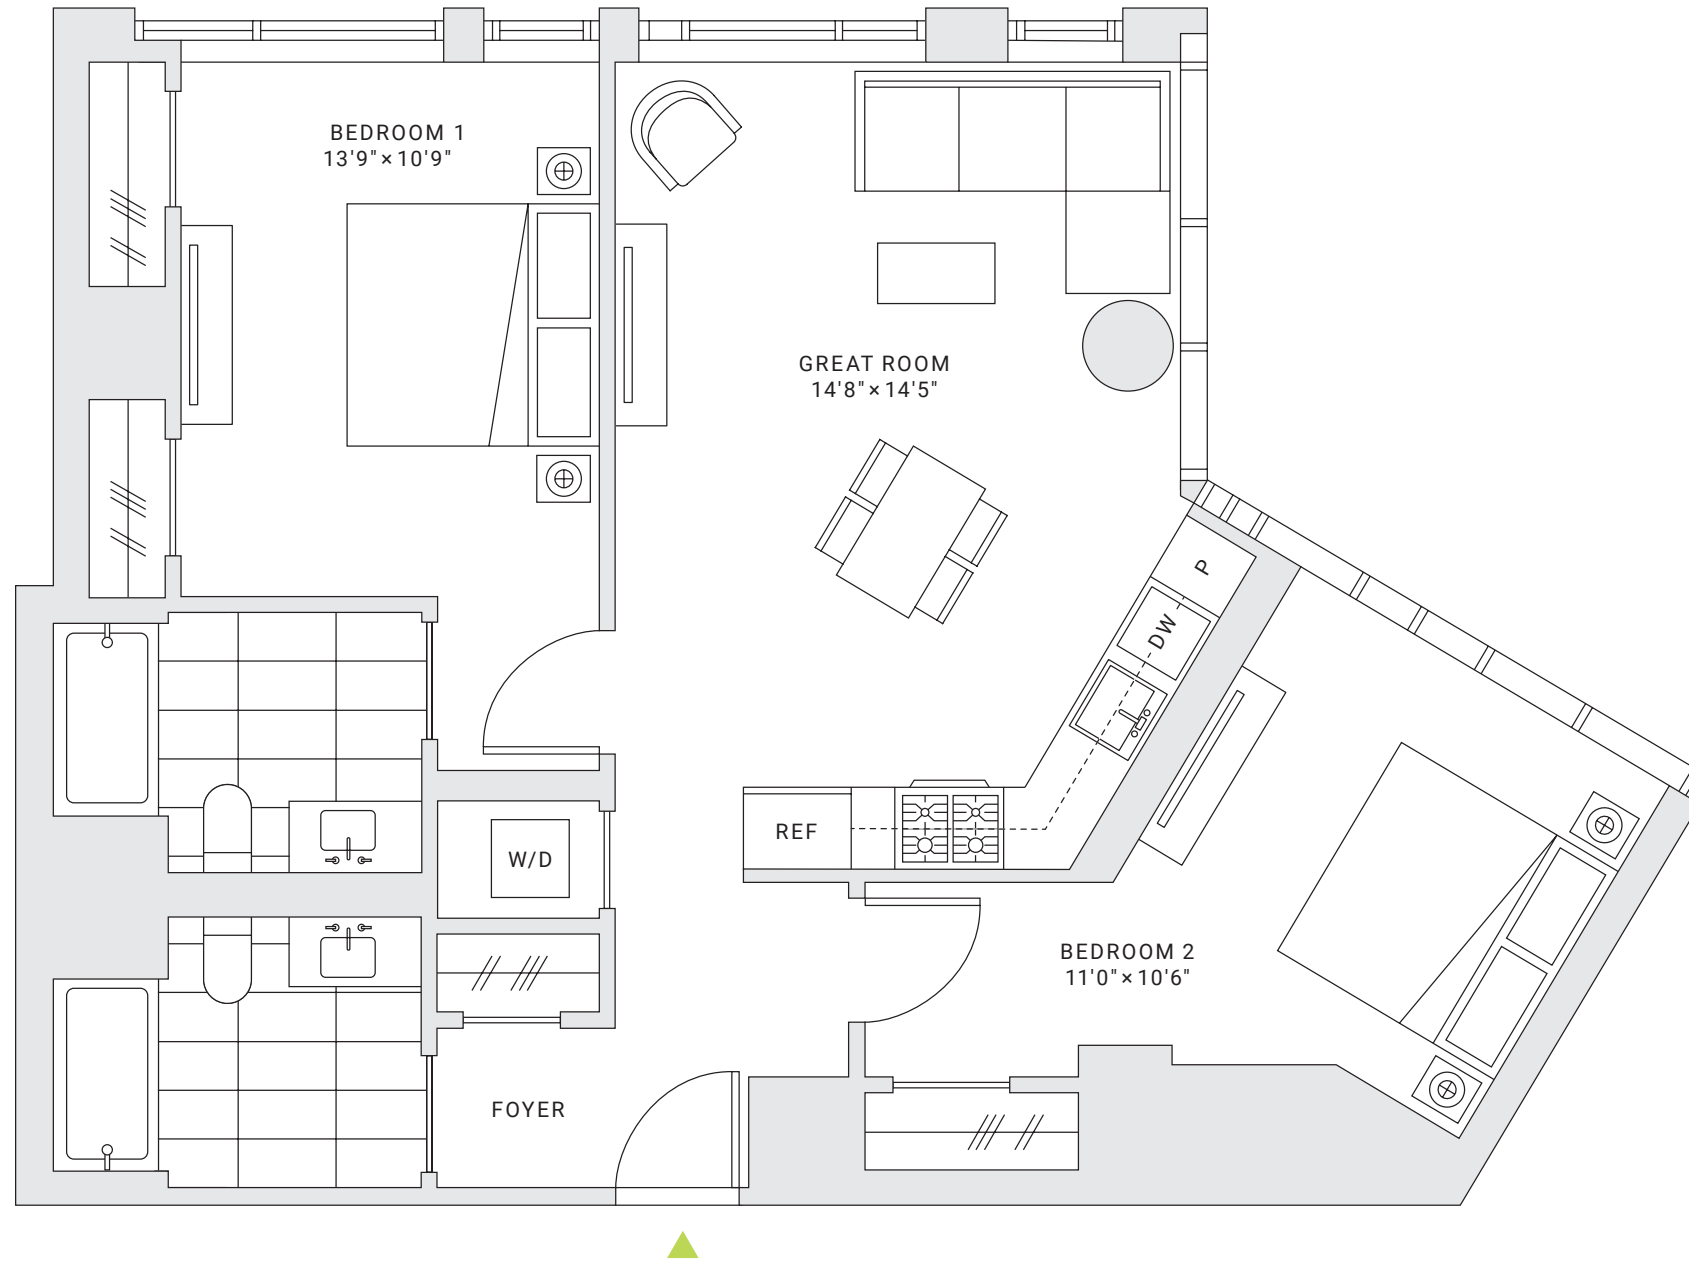 BEDROOM 1
13'9"×10'9"
GREAT ROOM
14'8"×14'5"
P
DW
REF
W/D
BEDROOM 2
11'0"×10'6"
FOYER